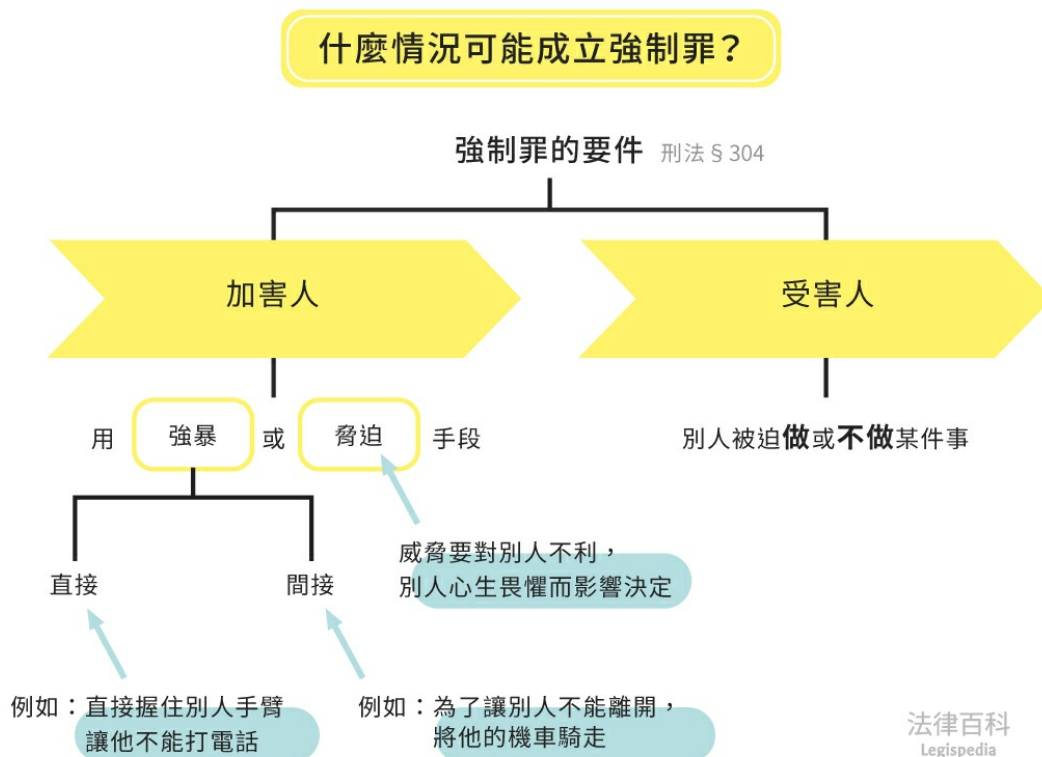 什麼情況可能成立強制罪？
強制罪的要件 刑法§304
加害人
受害人
用 強暴 或 脅迫 手段
別人被迫做或不做某件事
威脅要對別人不利，
別人心生畏懼而影響決定
直接
間接
例如：直接握住別人手臂
讓他不能打電話
例如：為了讓別人不能離開，
將他的機車騎走
法律百科
Legispedia